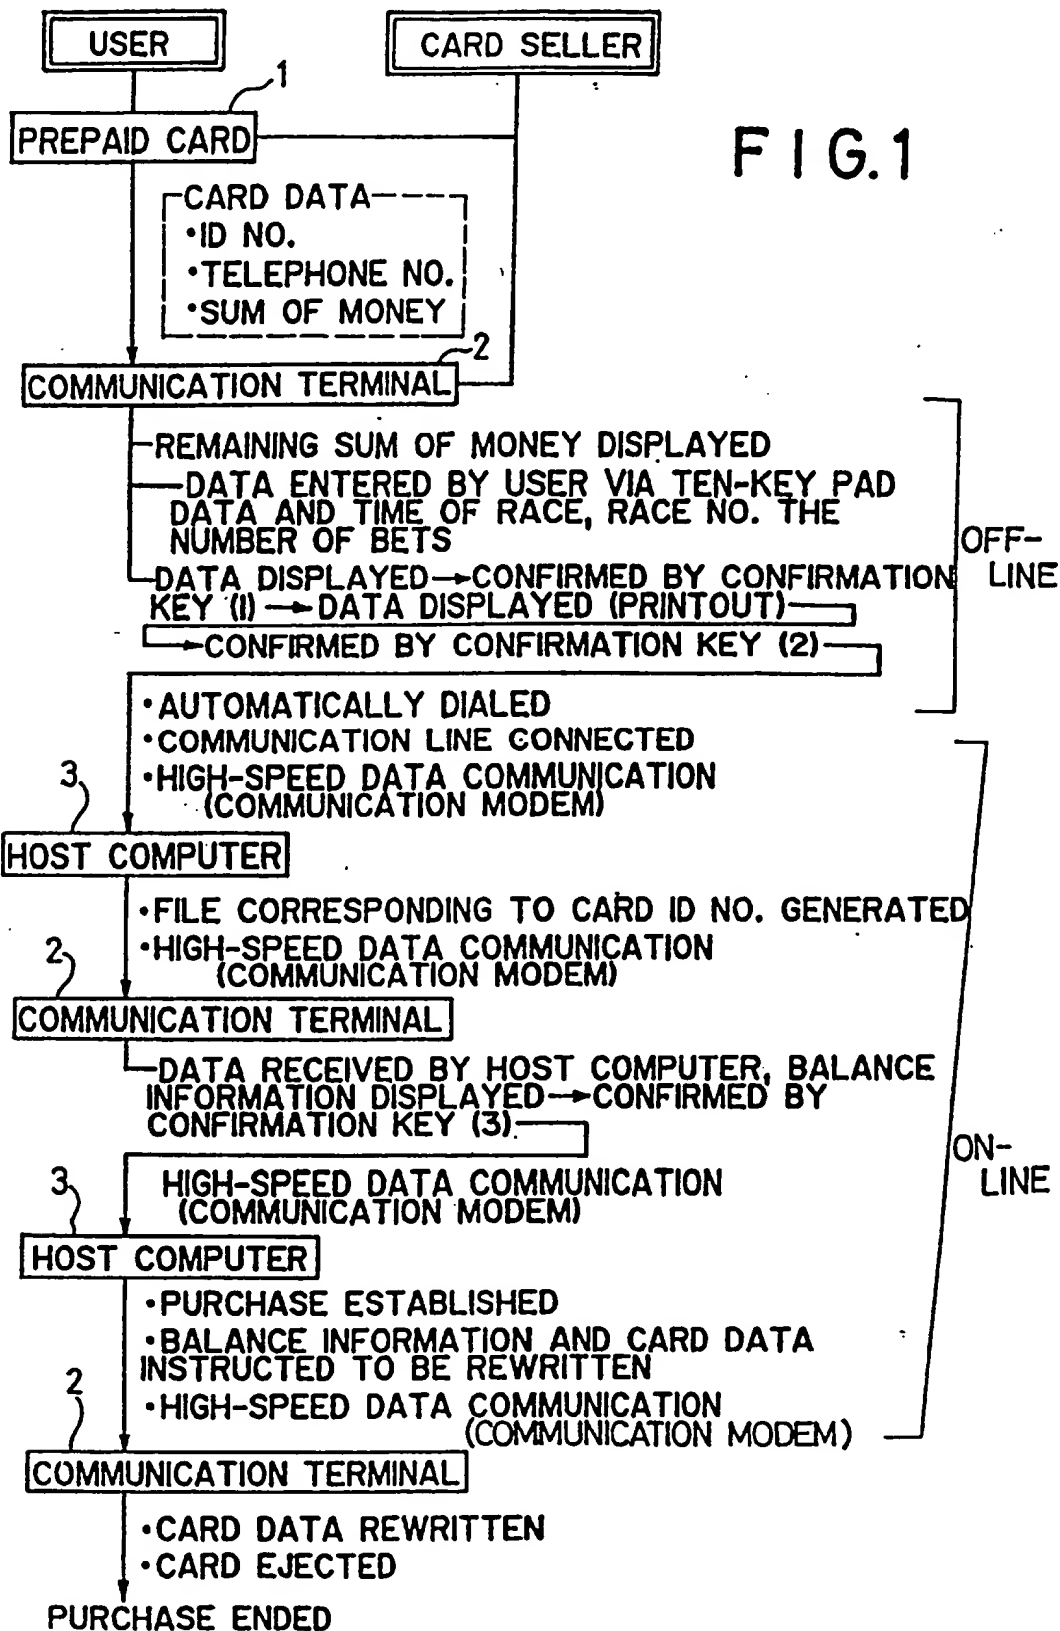 USER
CARD SELLER
1
PREPAID CARD
FIG.1
CARD DATA
•ID NO.
•TELEPHONE NO.
•SUM OF MONEY
2
COMMUNICATION TERMINAL
REMAINING SUM OF MONEY DISPLAYED
DATA ENTERED BY USER VIA TEN-KEY PAD
DATA AND TIME OF RACE, RACE NO. THE
NUMBER OF BETS
OFF-
LINE
DATA DISPLAYED→CONFIRMED BY CONFIRMATION
KEY (1)→DATA DISPLAYED (PRINTOUT)
→CONFIRMED BY CONFIRMATION KEY (2)
•AUTOMATICALLY DIALED
•COMMUNICATION LINE CONNECTED
•HIGH-SPEED DATA COMMUNICATION
(COMMUNICATION MODEM)
3
HOST COMPUTER
•FILE CORRESPONDING TO CARD ID NO. GENERATED
•HIGH-SPEED DATA COMMUNICATION
(COMMUNICATION MODEM)
2
COMMUNICATION TERMINAL
DATA RECEIVED BY HOST COMPUTER, BALANCE
INFORMATION DISPLAYED→CONFIRMED BY
CONFIRMATION KEY (3)
ON-
LINE
HIGH-SPEED DATA COMMUNICATION
(COMMUNICATION MODEM)
3
HOST COMPUTER
•PURCHASE ESTABLISHED
•BALANCE INFORMATION AND CARD DATA
INSTRUCTED TO BE REWRITTEN
•HIGH-SPEED DATA COMMUNICATION
(COMMUNICATION MODEM)
2
COMMUNICATION TERMINAL
•CARD DATA REWRITTEN
•CARD EJECTED
PURCHASE ENDED